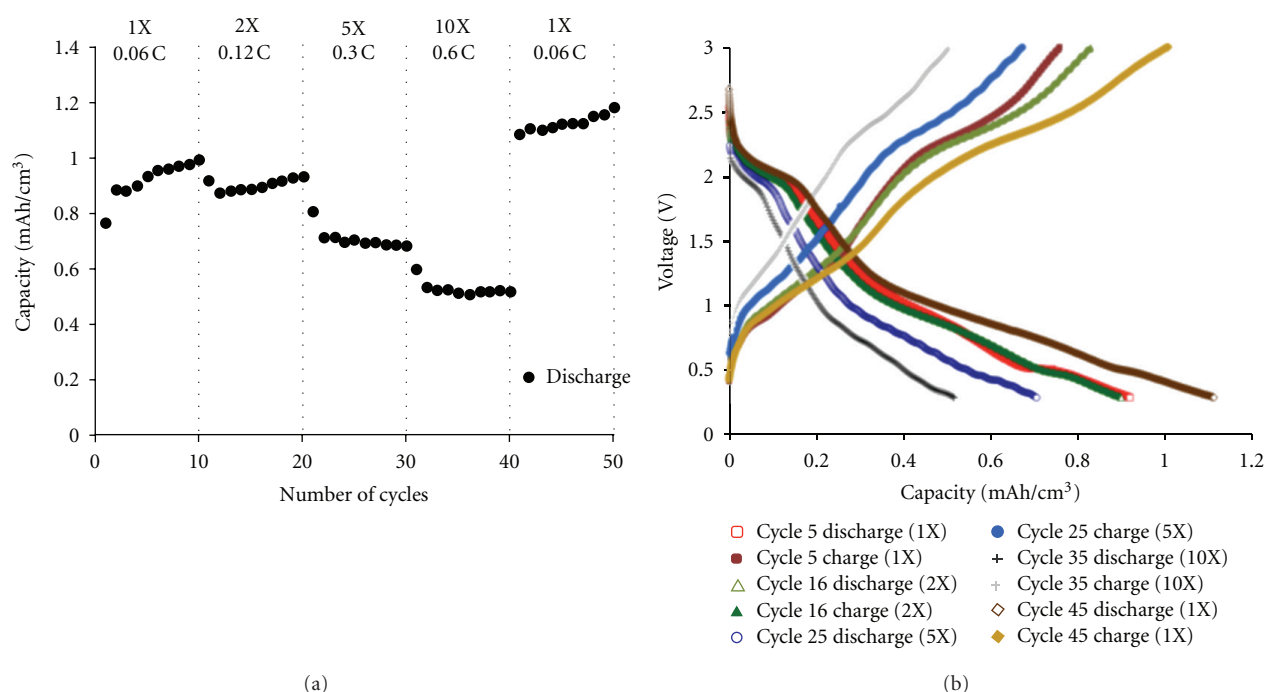 1X 2X 5X 10X 1X
0.06 C 0.12 C 0.3 C 0.6 C 0.06 C
1.4
1.2
1
0.8
0.6
0.4
0.2
0
Capacity (mAh/cm³)
Discharge
0 10 20 30 40 50
Number of cycles
(a)
3
2.5
2
1.5
1
0.5
0
Voltage (V)
0 0.2 0.4 0.6 0.8 1 1.2
Capacity (mAh/cm³)
Cycle 5 discharge (1X)
Cycle 5 charge (1X)
Cycle 16 discharge (2X)
Cycle 16 charge (2X)
Cycle 25 discharge (5X)
Cycle 25 charge (5X)
Cycle 35 discharge (10X)
Cycle 35 charge (10X)
Cycle 45 discharge (1X)
Cycle 45 charge (1X)
(b)